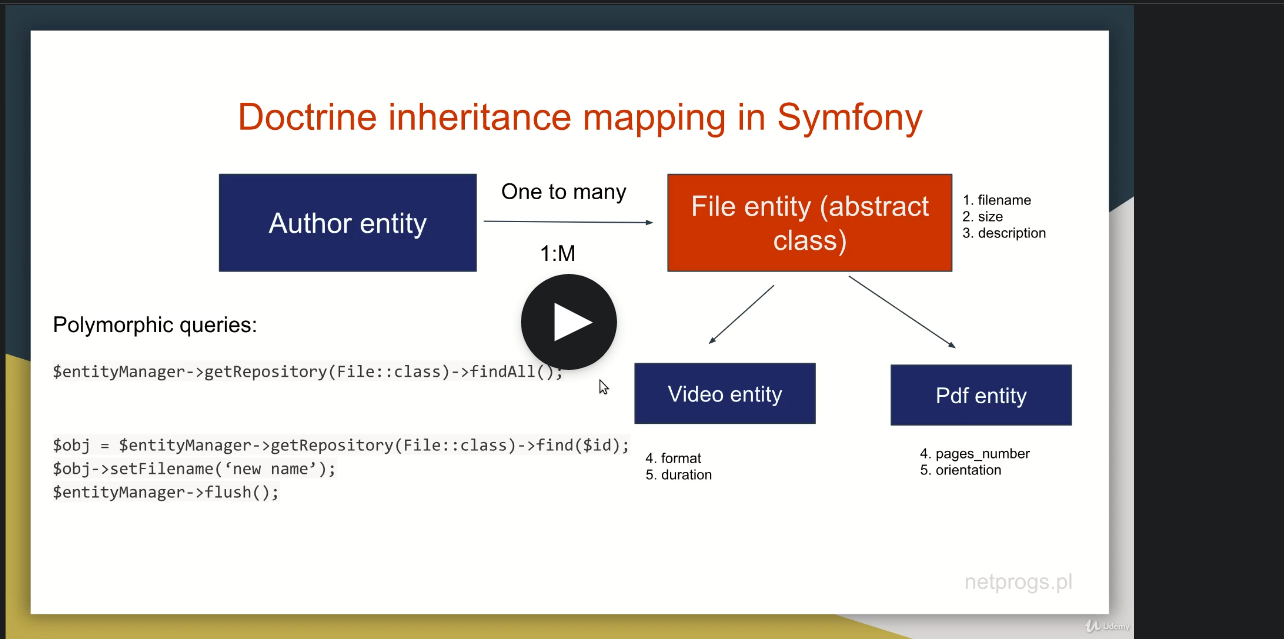 Doctrine inheritance mapping in Symfony
Author entity
One to many
1:M
File entity (abstract
class)
1. filename
2. size
3. description
Polymorphic queries:
$entityManager->getRepository(File::class)->findAll();
$obj = $entityManager->getRepository(File::class)->find($id);
$obj->setFilename(‘new name’);
$entityManager->flush();
Video entity
4. format
5. duration
Pdf entity
4. pages_number
5. orientation
netprogs.pl
Udemy